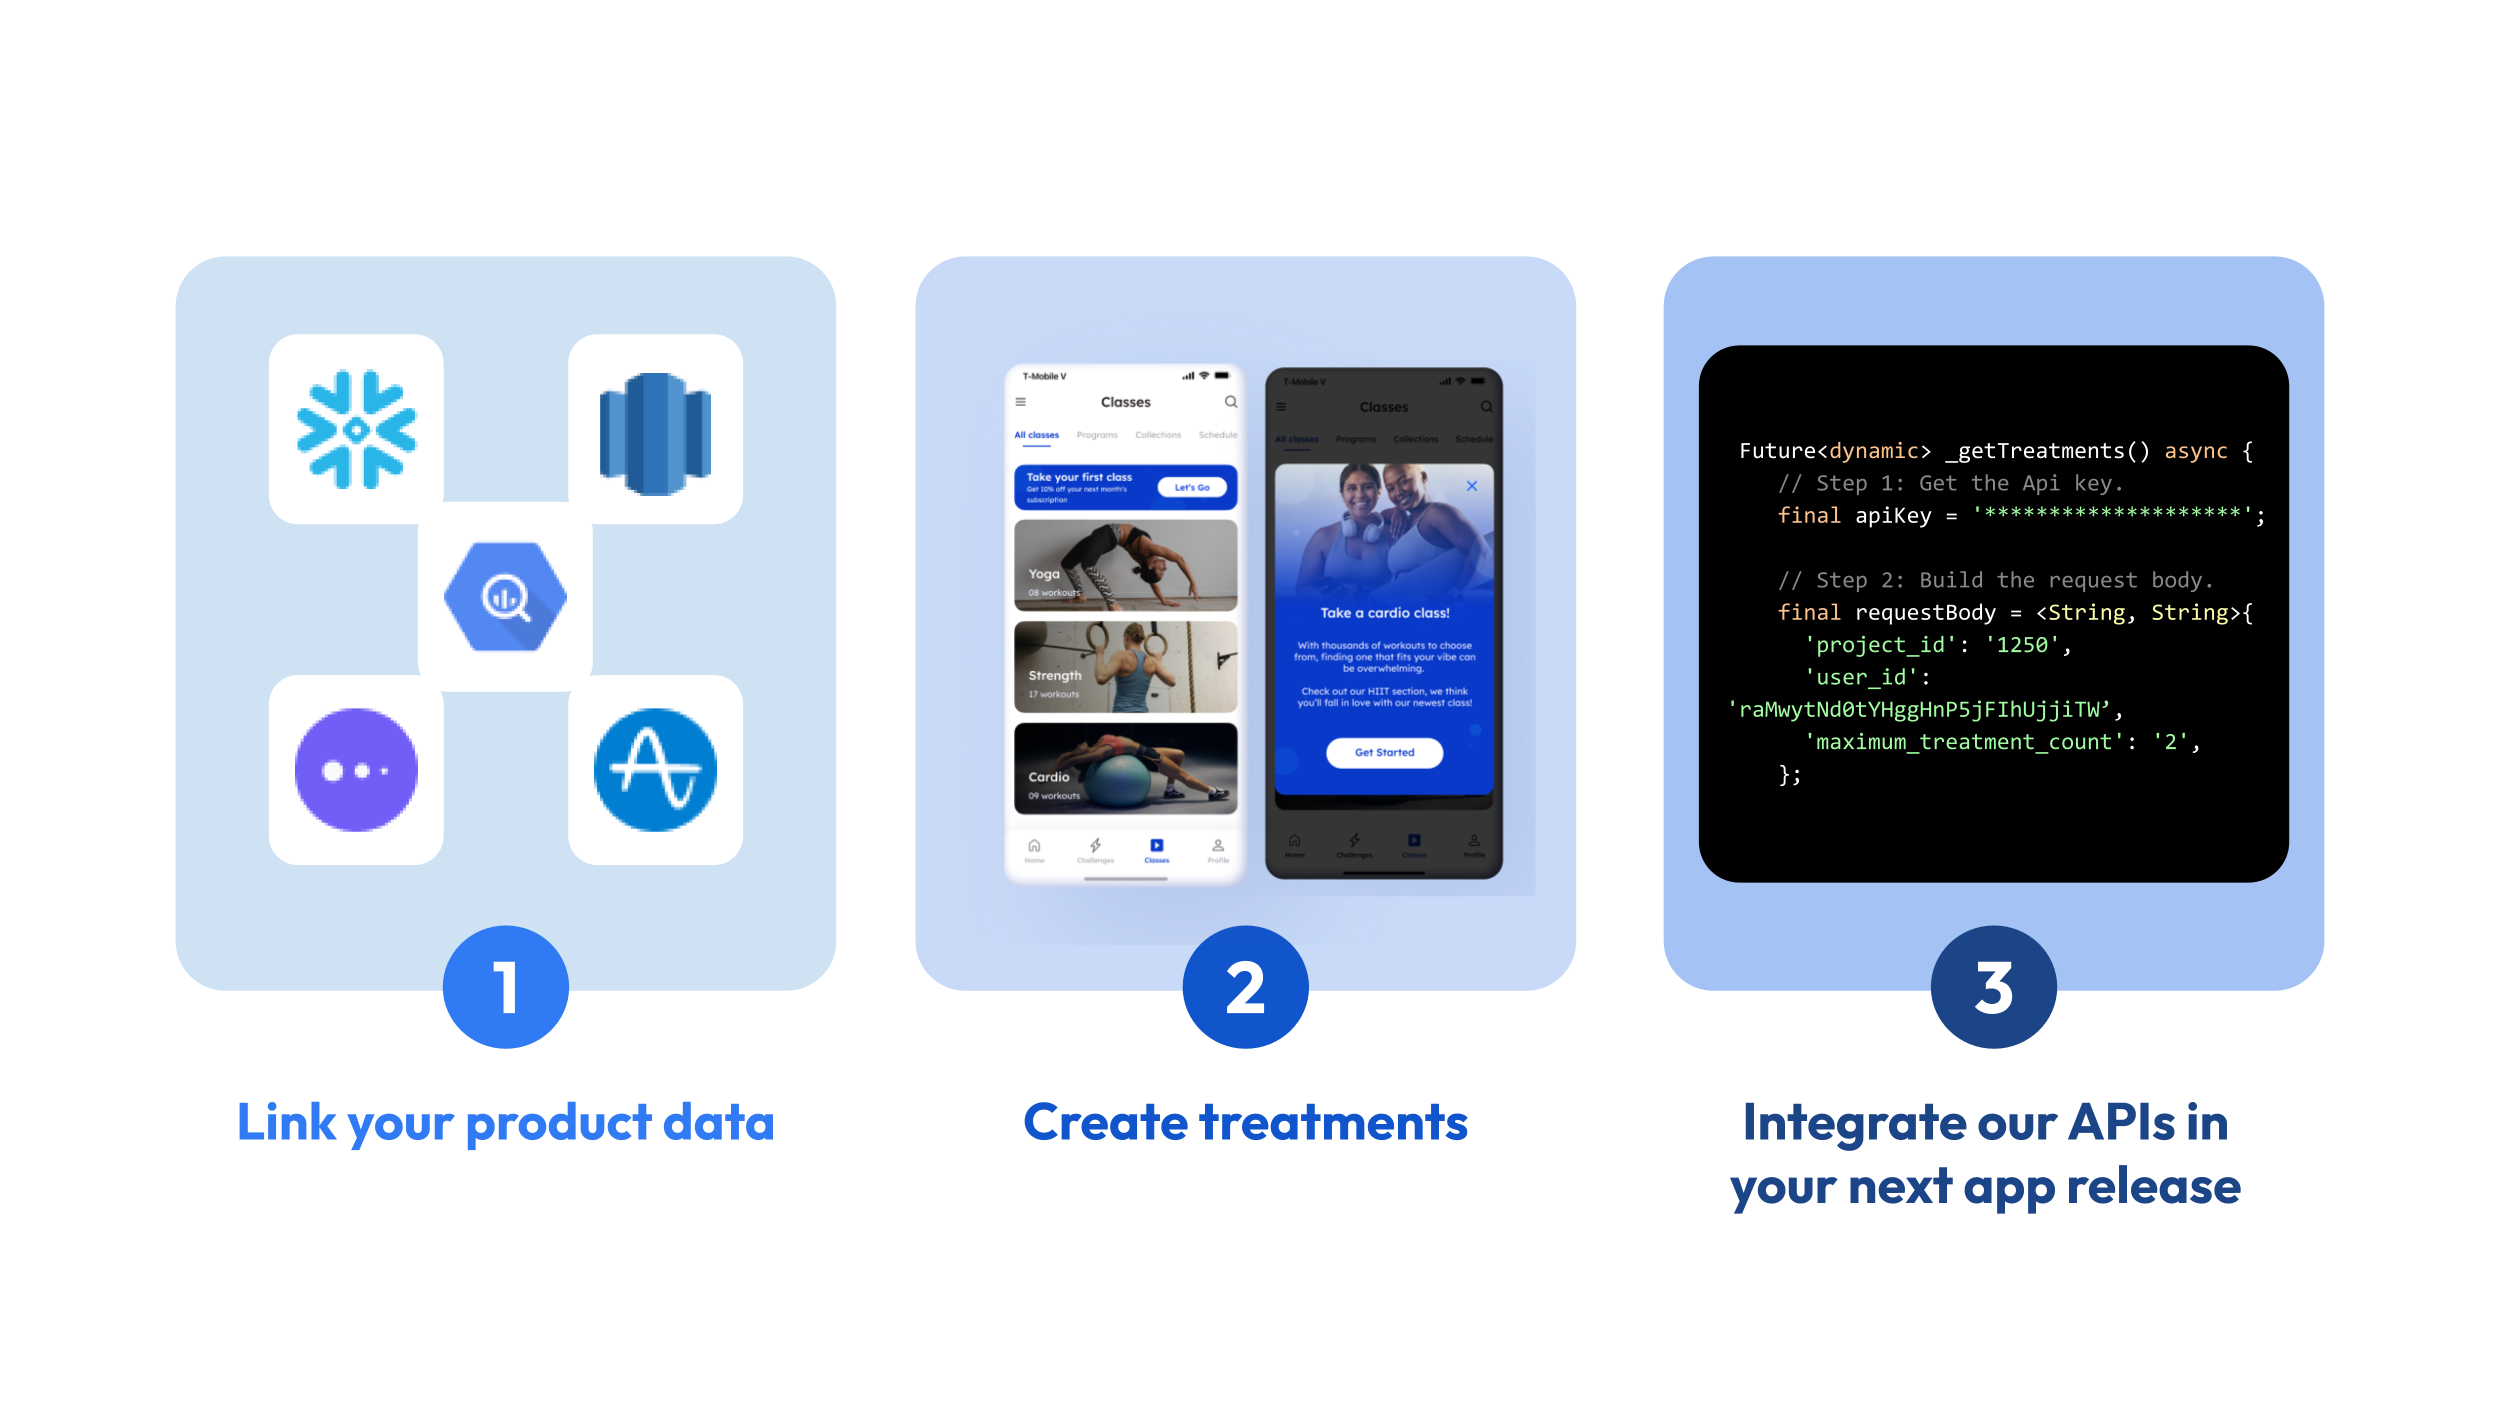 T-Mobile V
Classes
All classes Programs Collections Schedule
Take your first class
Get 10% off your next month's
subscription
Let's Go
Yoga
08 workouts
Strength
17 workouts
Cardio
09 workouts
Home Challenges Classes Profile
T-Mobile V
Classes
All classes Programs Collections Schedule
Take a cardio class!
With thousands of workouts to choose
from, finding one that fits your vibe can
be overwhelming.
Check out our HIIT section, we think
you'll fall in love with our newest class!
Get Started
Home Challenges Classes Profile
Future<dynamic> _getTreatments() async {
// Step 1: Get the Api key.
final apiKey = '********************';
// Step 2: Build the request body.
final requestBody = <String, String>{
'project_id': '1250',
'user_id':
'raMwytNd0tYHggHnP5jFIhUjjiTW’,
'maximum_treatment_count': '2',
};
1
Link your product data
2
Create treatments
3
Integrate our APIs in
your next app release